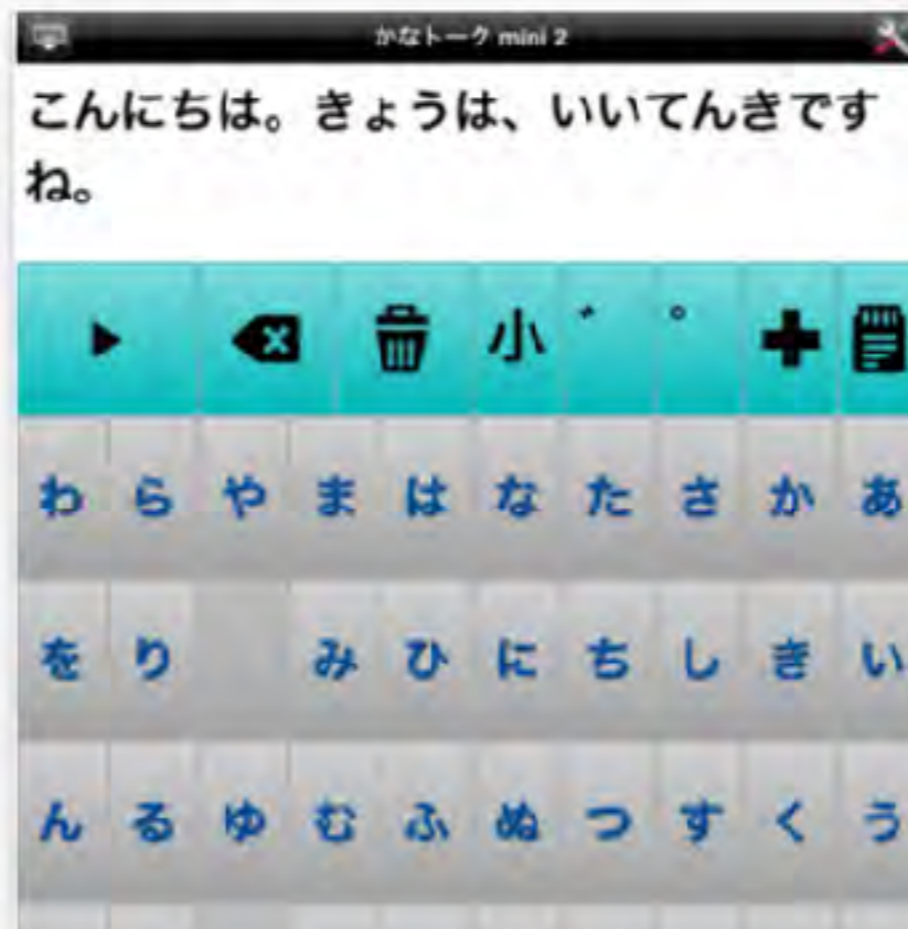 かなトーク mini 2
こんにちは。きょうは、いいてんきです
ね。
小 ゛ ゜
わ ら や ま は な た さ か あ
を り み ひ に ち し き い
ん る ゆ む ふ ぬ つ す く う